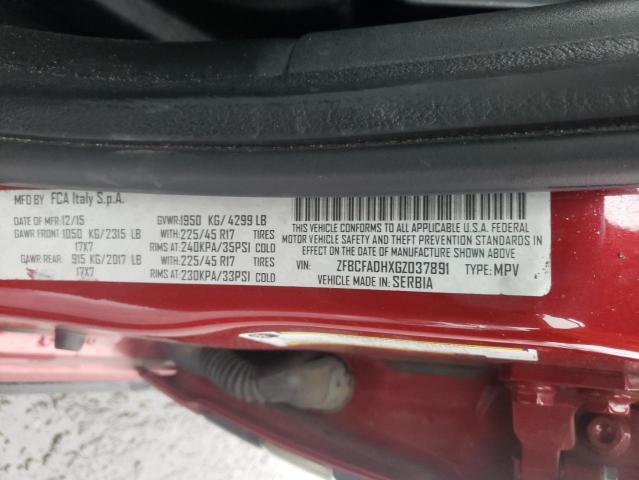 MFD BY FCA Italy S.p.A.
DATE OF MFR:12/15 GVWR:1950 KG/4299 LB
GAWR FRONT:1050 KG/2315 LB WITH:225/45 R17 TIRES
17X7 RIMS AT:240KPA/35PSI COLD
GAWR REAR: 915 KG/2017 LB WITH:225/45 R17 TIRES
17X7 RIMS AT:230KPA/33PSI COLD
THIS VEHICLE CONFORMS TO ALL APPLICABLE U.S.A. FEDERAL
MOTOR VEHICLE SAFETY, BUMPER, AND THEFT PREVENTION STANDARDS
IN EFFECT ON THE DATE OF MANUFACTURE SHOWN ABOVE.
VIN: ZFBCFADHXGZ037891 TYPE: MPV
VEHICLE MADE IN: SERBIA